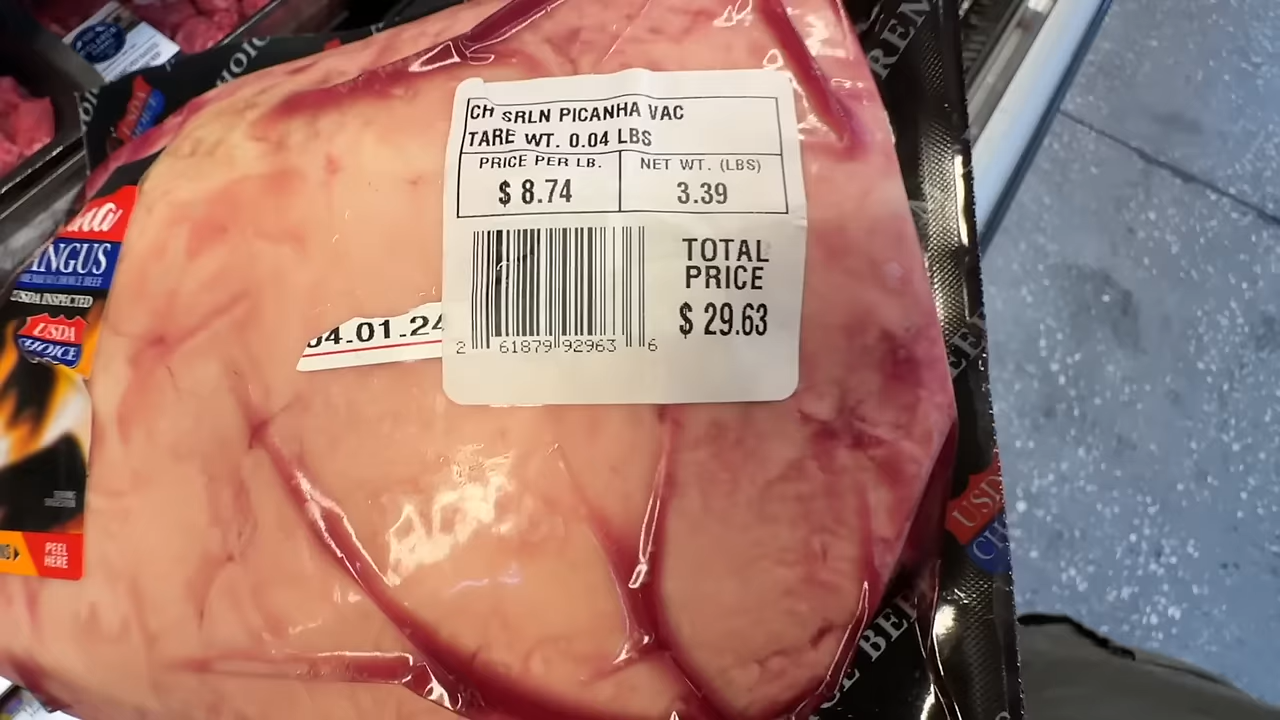 CH SRLN PICANHA VAC
TARE WT. 0.04 LBS
PRICE PER LB.
NET WT. (LBS)
$ 8.74
3.39
TOTAL
PRICE
$ 29.63
2 61879 92963 6
04.01.24
ANGUS
USDA INSPECTED
USDA
CHOICE
PEEL
HERE
USDA